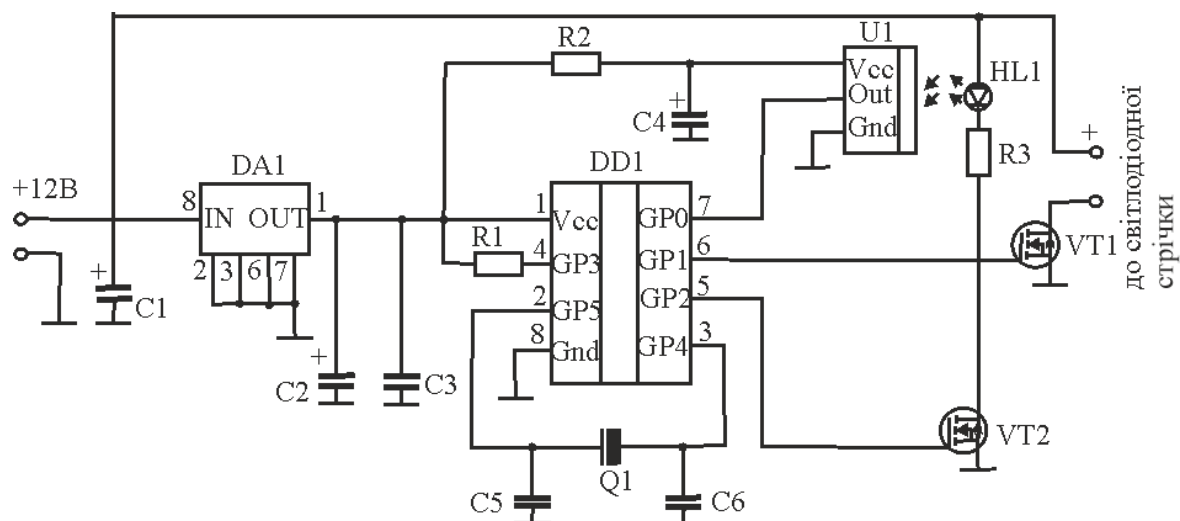 R2
U1
Vcc
Out
Gnd
HL1
+
C4
R3
+
DA1
DD1
+12В
8 IN OUT 1
1 Vcc GP0 7
R1 4 GP3 GP1 6
VT1
до світлодіодної
стрічки
2 3 6 7
+
C1
2 GP5 GP2 5
8 Gnd GP4 3
+
C2
C3
VT2
Q1
C5
C6